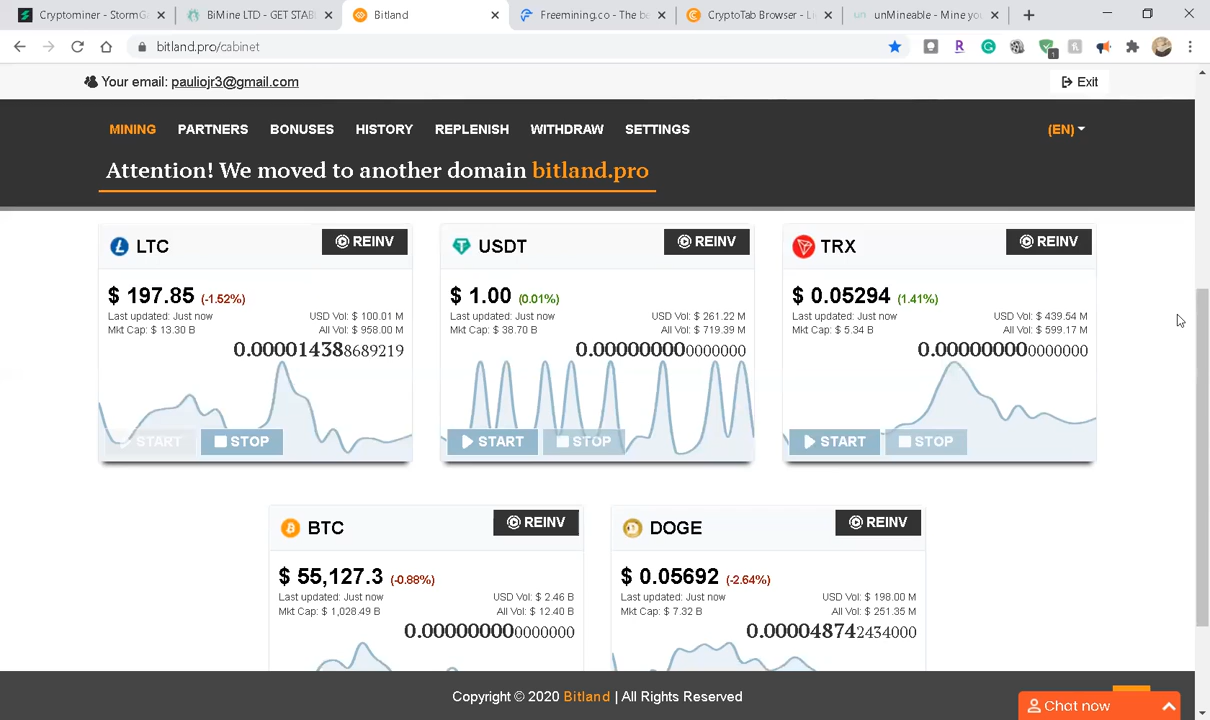 Cryptominer - StormGa
BiMine LTD - GET STABL
Bitland
Freemining.co - The be
CryptoTab Browser - Li
unMineable - Mine you
bitland.pro/cabinet
1
Your email: pauliojr3@gmail.com
Exit
MINING PARTNERS BONUSES HISTORY REPLENISH WITHDRAW SETTINGS (EN)
Attention! We moved to another domain bitland.pro
LTC REINV
$ 197.85 (-1.52%)
Last updated: Just now USD Vol: $ 100.01 M
Mkt Cap: $ 13.30 B All Vol: $ 958.00 M
0.000014388689219
START STOP
USDT REINV
$ 1.00 (0.01%)
Last updated: Just now USD Vol: $ 261.22 M
Mkt Cap: $ 38.70 B All Vol: $ 719.39 M
0.000000000000000
START STOP
TRX REINV
$ 0.05294 (1.41%)
Last updated: Just now USD Vol: $ 439.54 M
Mkt Cap: $ 5.34 B All Vol: $ 599.17 M
0.000000000000000
START STOP
BTC REINV
$ 55,127.3 (-0.88%)
Last updated: Just now USD Vol: $ 2.46 B
Mkt Cap: $ 1,028.49 B All Vol: $ 12.40 B
0.000000000000000
DOGE REINV
$ 0.05692 (-2.64%)
Last updated: Just now USD Vol: $ 198.00 M
Mkt Cap: $ 7.32 B All Vol: $ 251.35 M
0.000048742434000
Copyright © 2020 Bitland | All Rights Reserved
Chat now